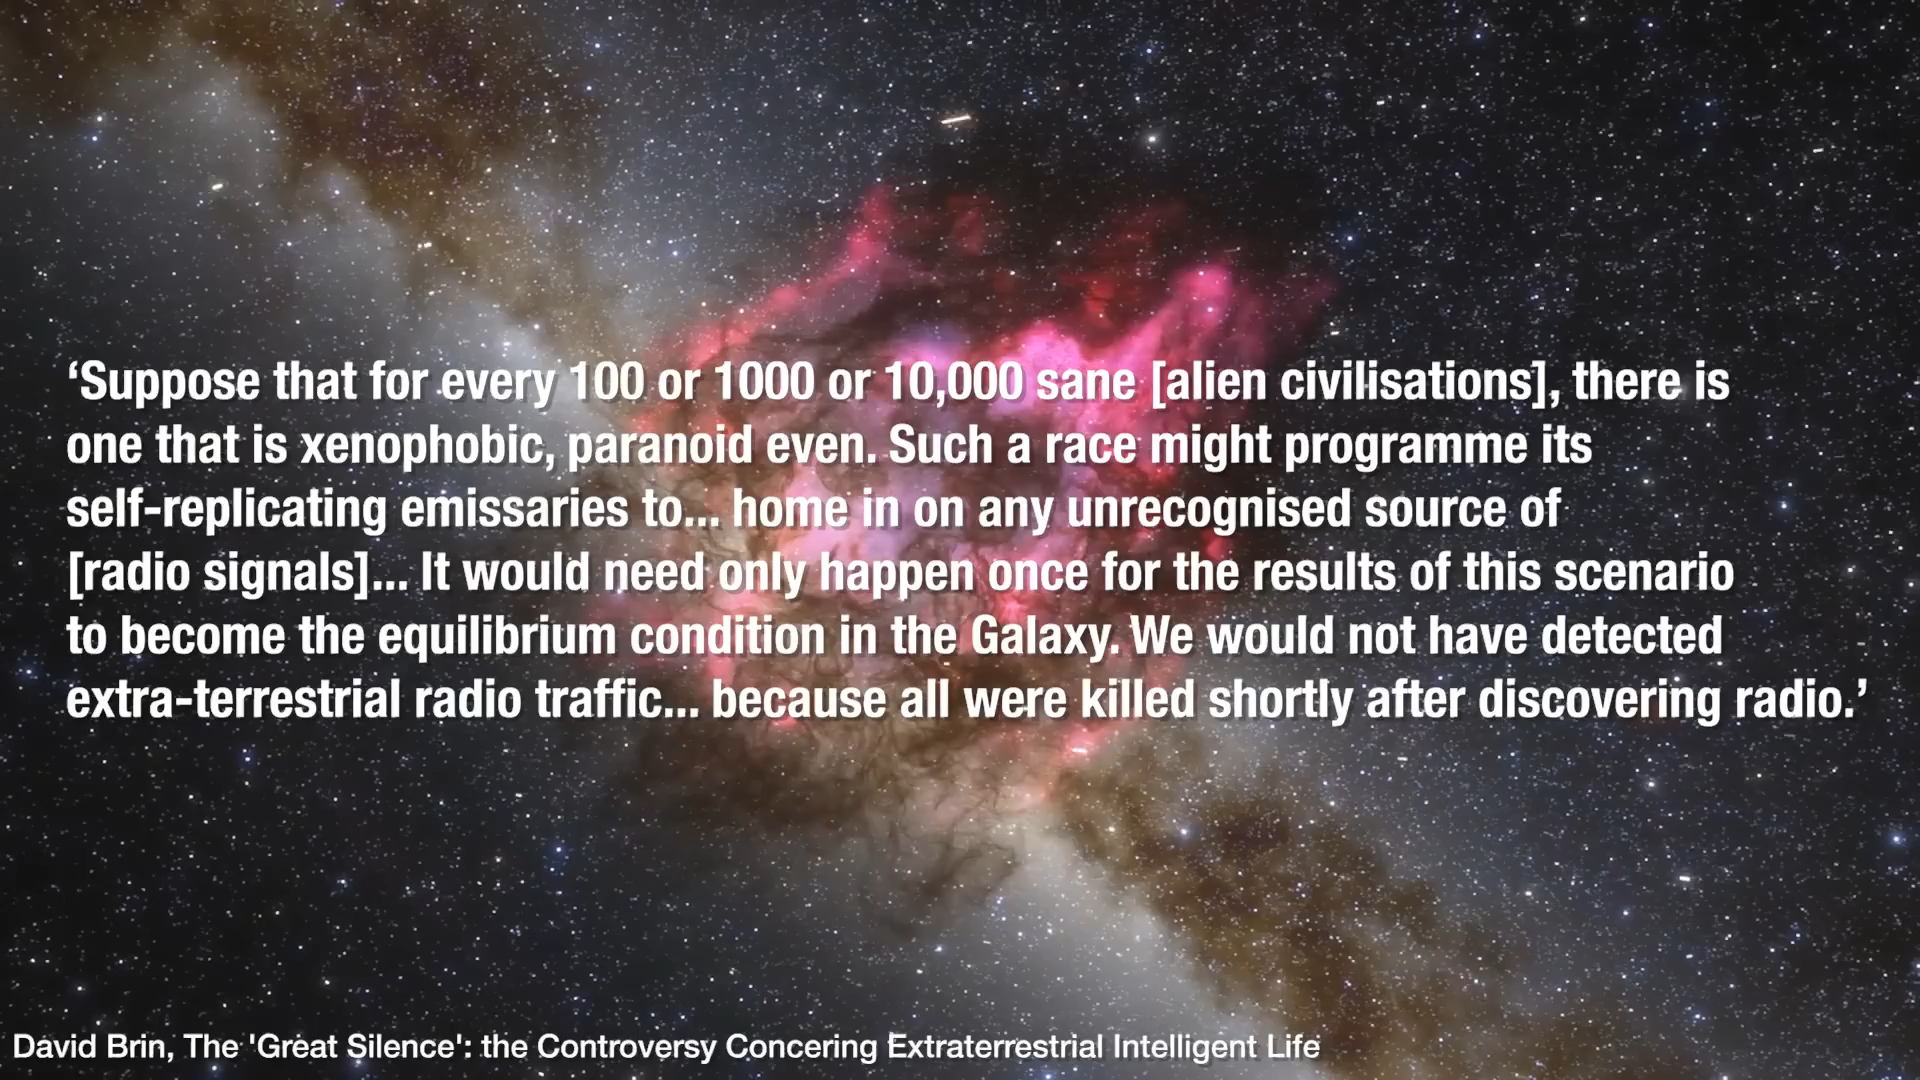 ‘Suppose that for every 100 or 1000 or 10,000 sane [alien civilisations], there is
one that is xenophobic, paranoid even. Such a race might programme its
self-replicating emissaries to... home in on any unrecognised source of
[radio signals]... It would need only happen once for the results of this scenario
to become the equilibrium condition in the Galaxy. We would not have detected
extra-terrestrial radio traffic... because all were killed shortly after discovering radio.’
David Brin, The 'Great Silence': the Controversy Concering Extraterrestrial Intelligent Life